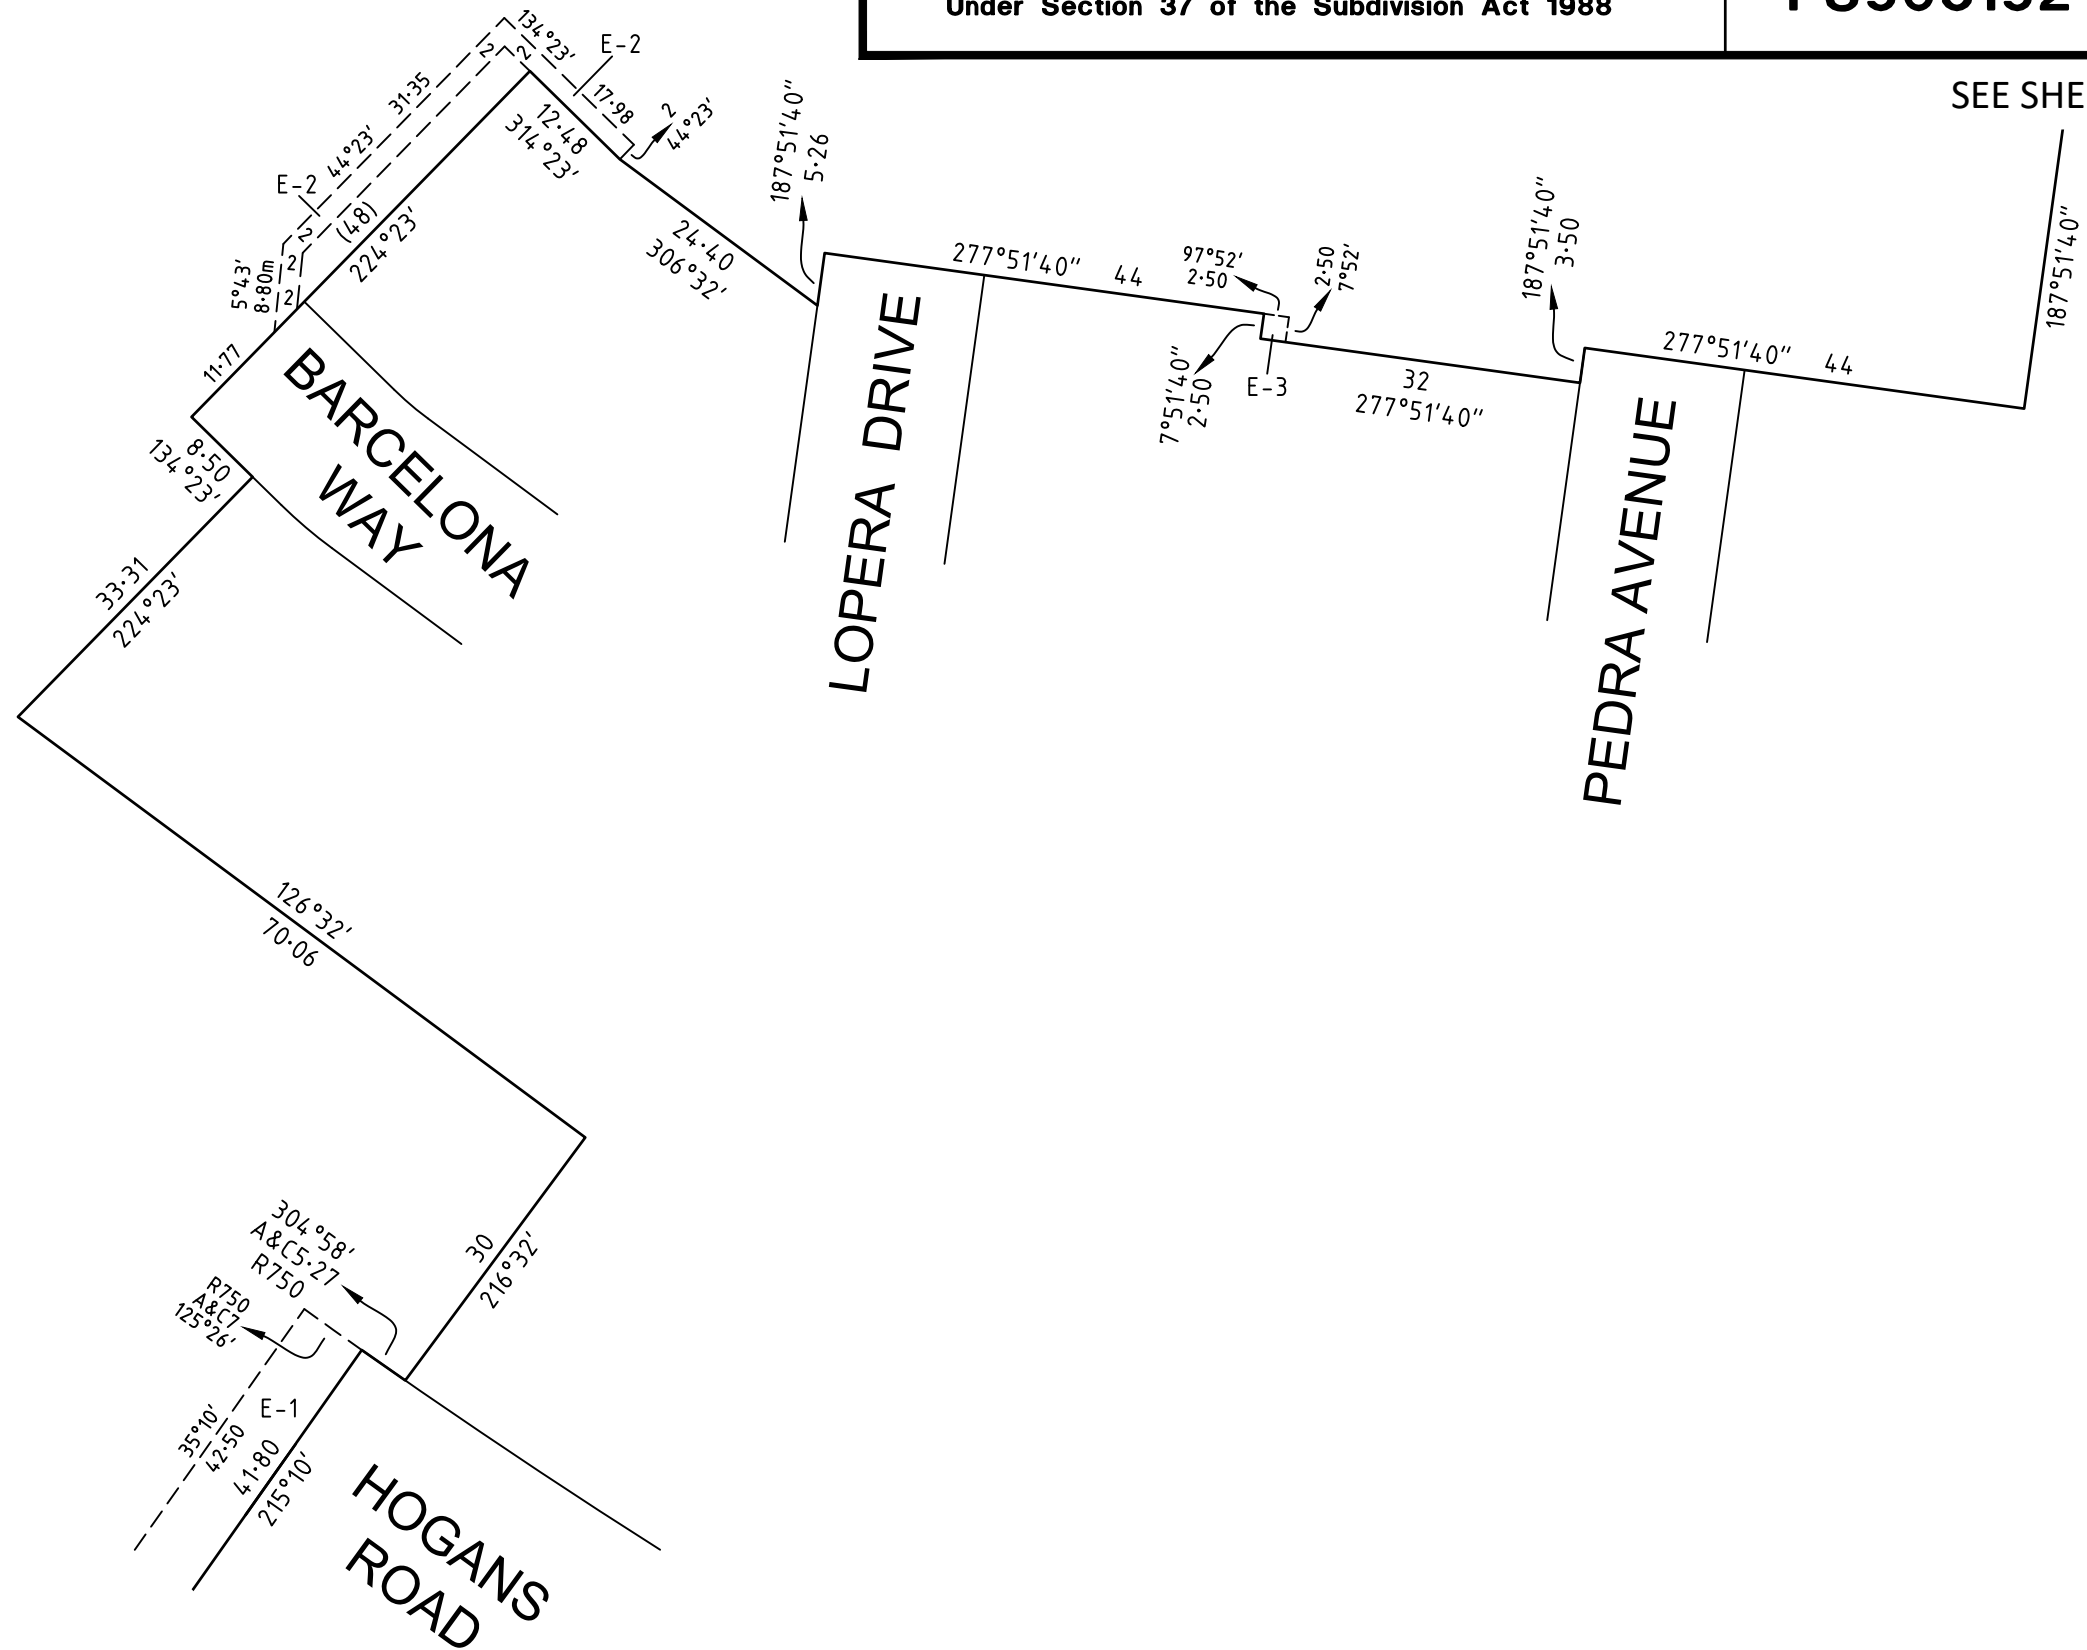 Under Section 37 of the Subdivision Act 1988
SEE SHE
134°23'
E-2
2
2
31·35
17·98
2
44°23'
12·48
314°23'
44°23'
E-2
(48)
224°23'
2
2
2
5°43'
8·80m
24·40
306°32'
187°51'40"
5·26
277°51'40"
44
97°52'
2·50
2·50
7°52'
7°51'40"
2·50
E-3
32
277°51'40"
187°51'40"
3·50
277°51'40"
44
187°51'40"
11·77
BARCELONA
WAY
LOPERA DRIVE
PEDRA AVENUE
8·50
134°23'
33·31
224°23'
126°32'
70·06
30
216°32'
304°58'
A&C5·27
R750
R750
A&C7
125°26'
E-1
35°10'
42·50
41·80
215°10'
HOGANS
ROAD